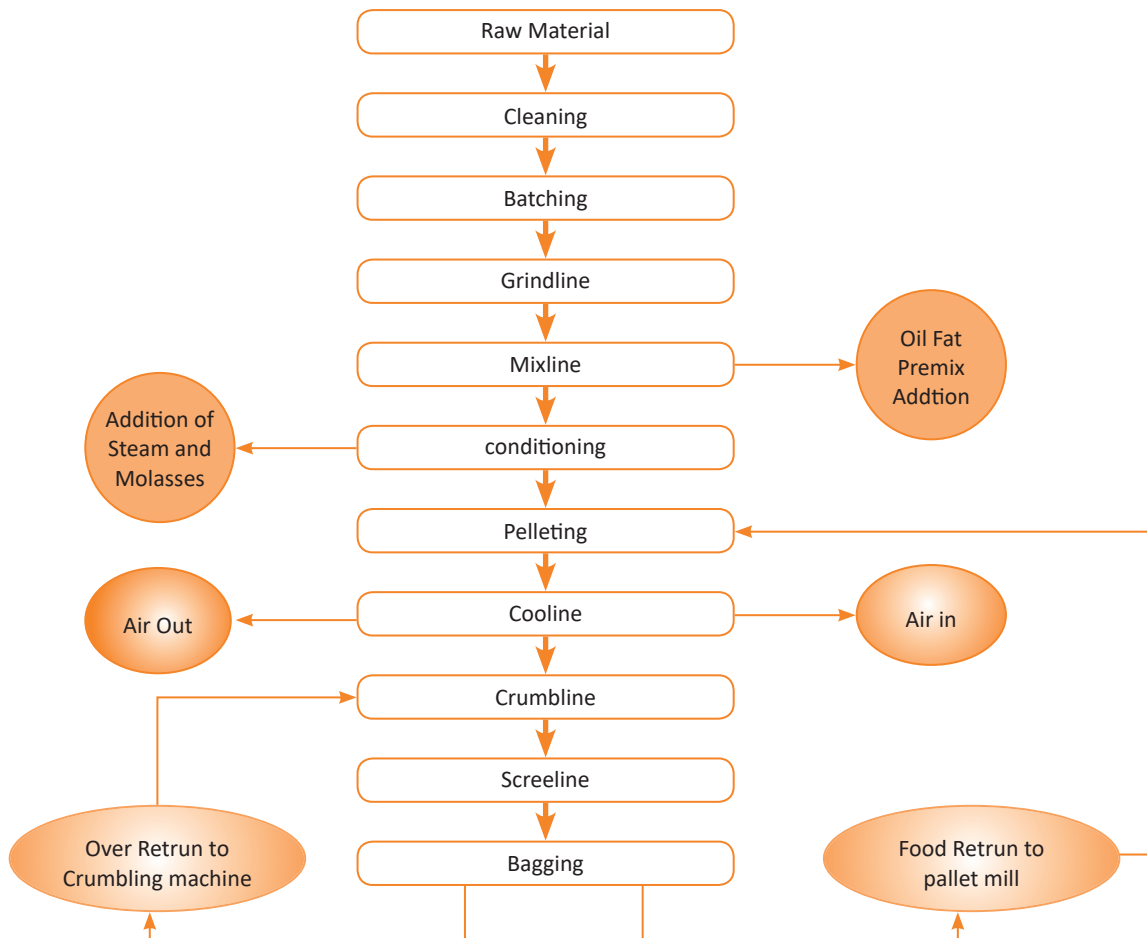 Raw Material
Cleaning
Batching
Grindline
Mixline
Oil Fat
Premix
Addtion
Addition of
Steam and
Molasses
conditioning
Pelleting
Air Out
Cooline
Air in
Crumbline
Screeline
Over Retrun to
Crumbling machine
Bagging
Food Retrun to
pallet mill